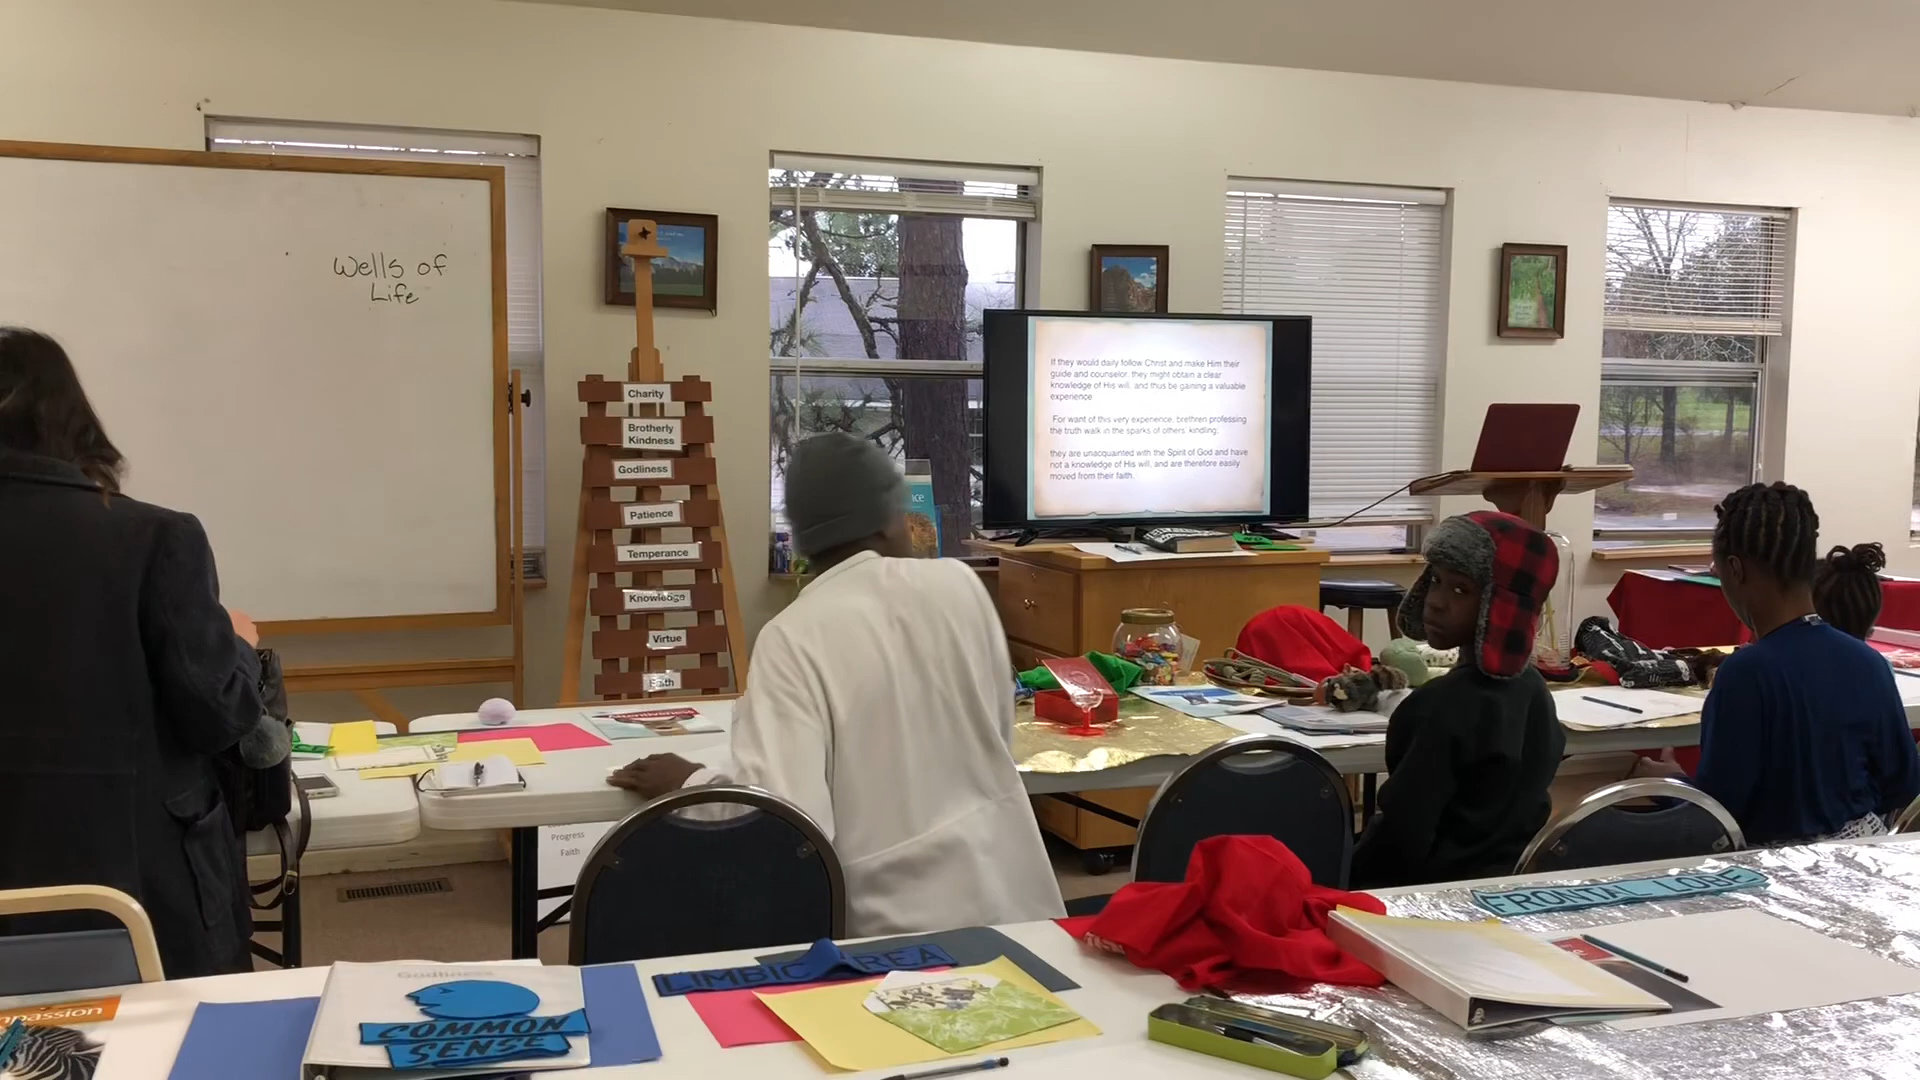 Wells of
Life
Charity
Brotherly
Kindness
Godliness
Patience
Temperance
Knowledge
Virtue
Faith
If they would daily follow Christ and make Him their
guide and counselor, they might obtain a clear
knowledge of His will, and thus be gaining a valuable
experience
For want of this very experience, brethren professing
the truth walk in the sparks of others' kindling;
they are unacquainted with the Spirit of God and have
not a knowledge of His will, and are therefore easily
moved from their faith.
Attentiveness
Progress
Faith
FRONTAL LOBE
Godliness
LIMBIC AREA
COMMON
SENSE
mpassion